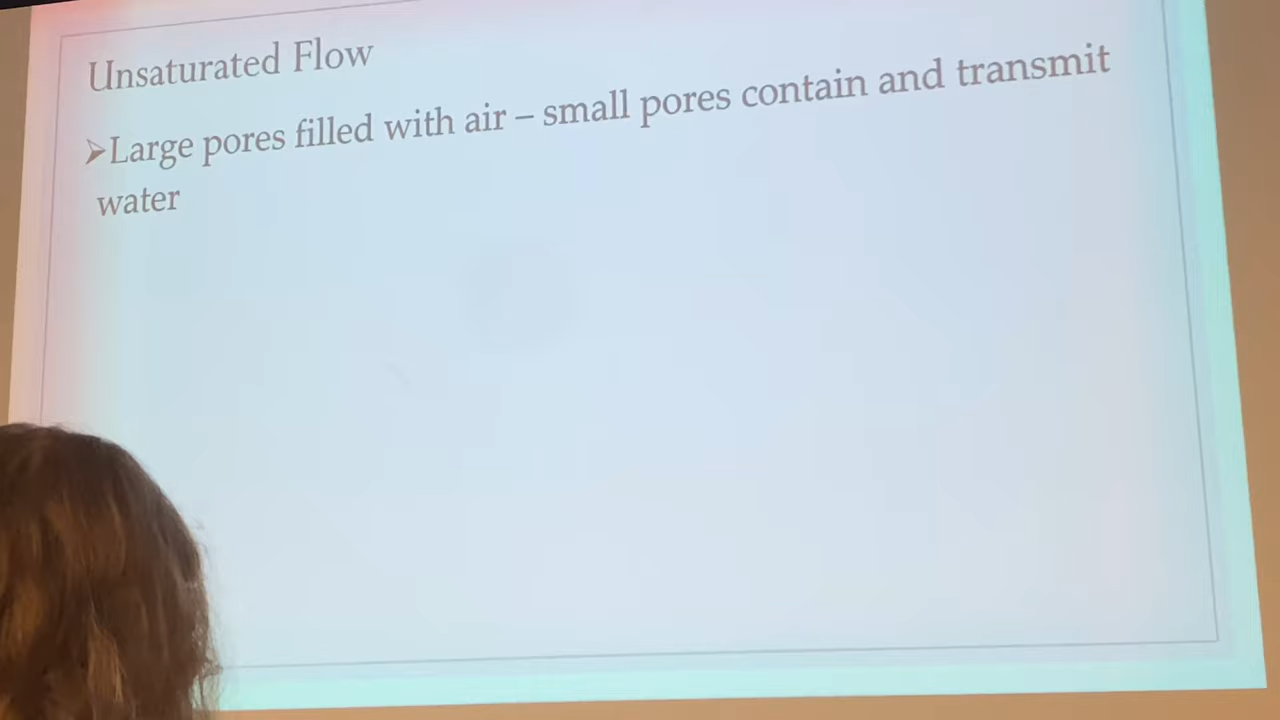 Unsaturated Flow
➢Large pores filled with air – small pores contain and transmit
water